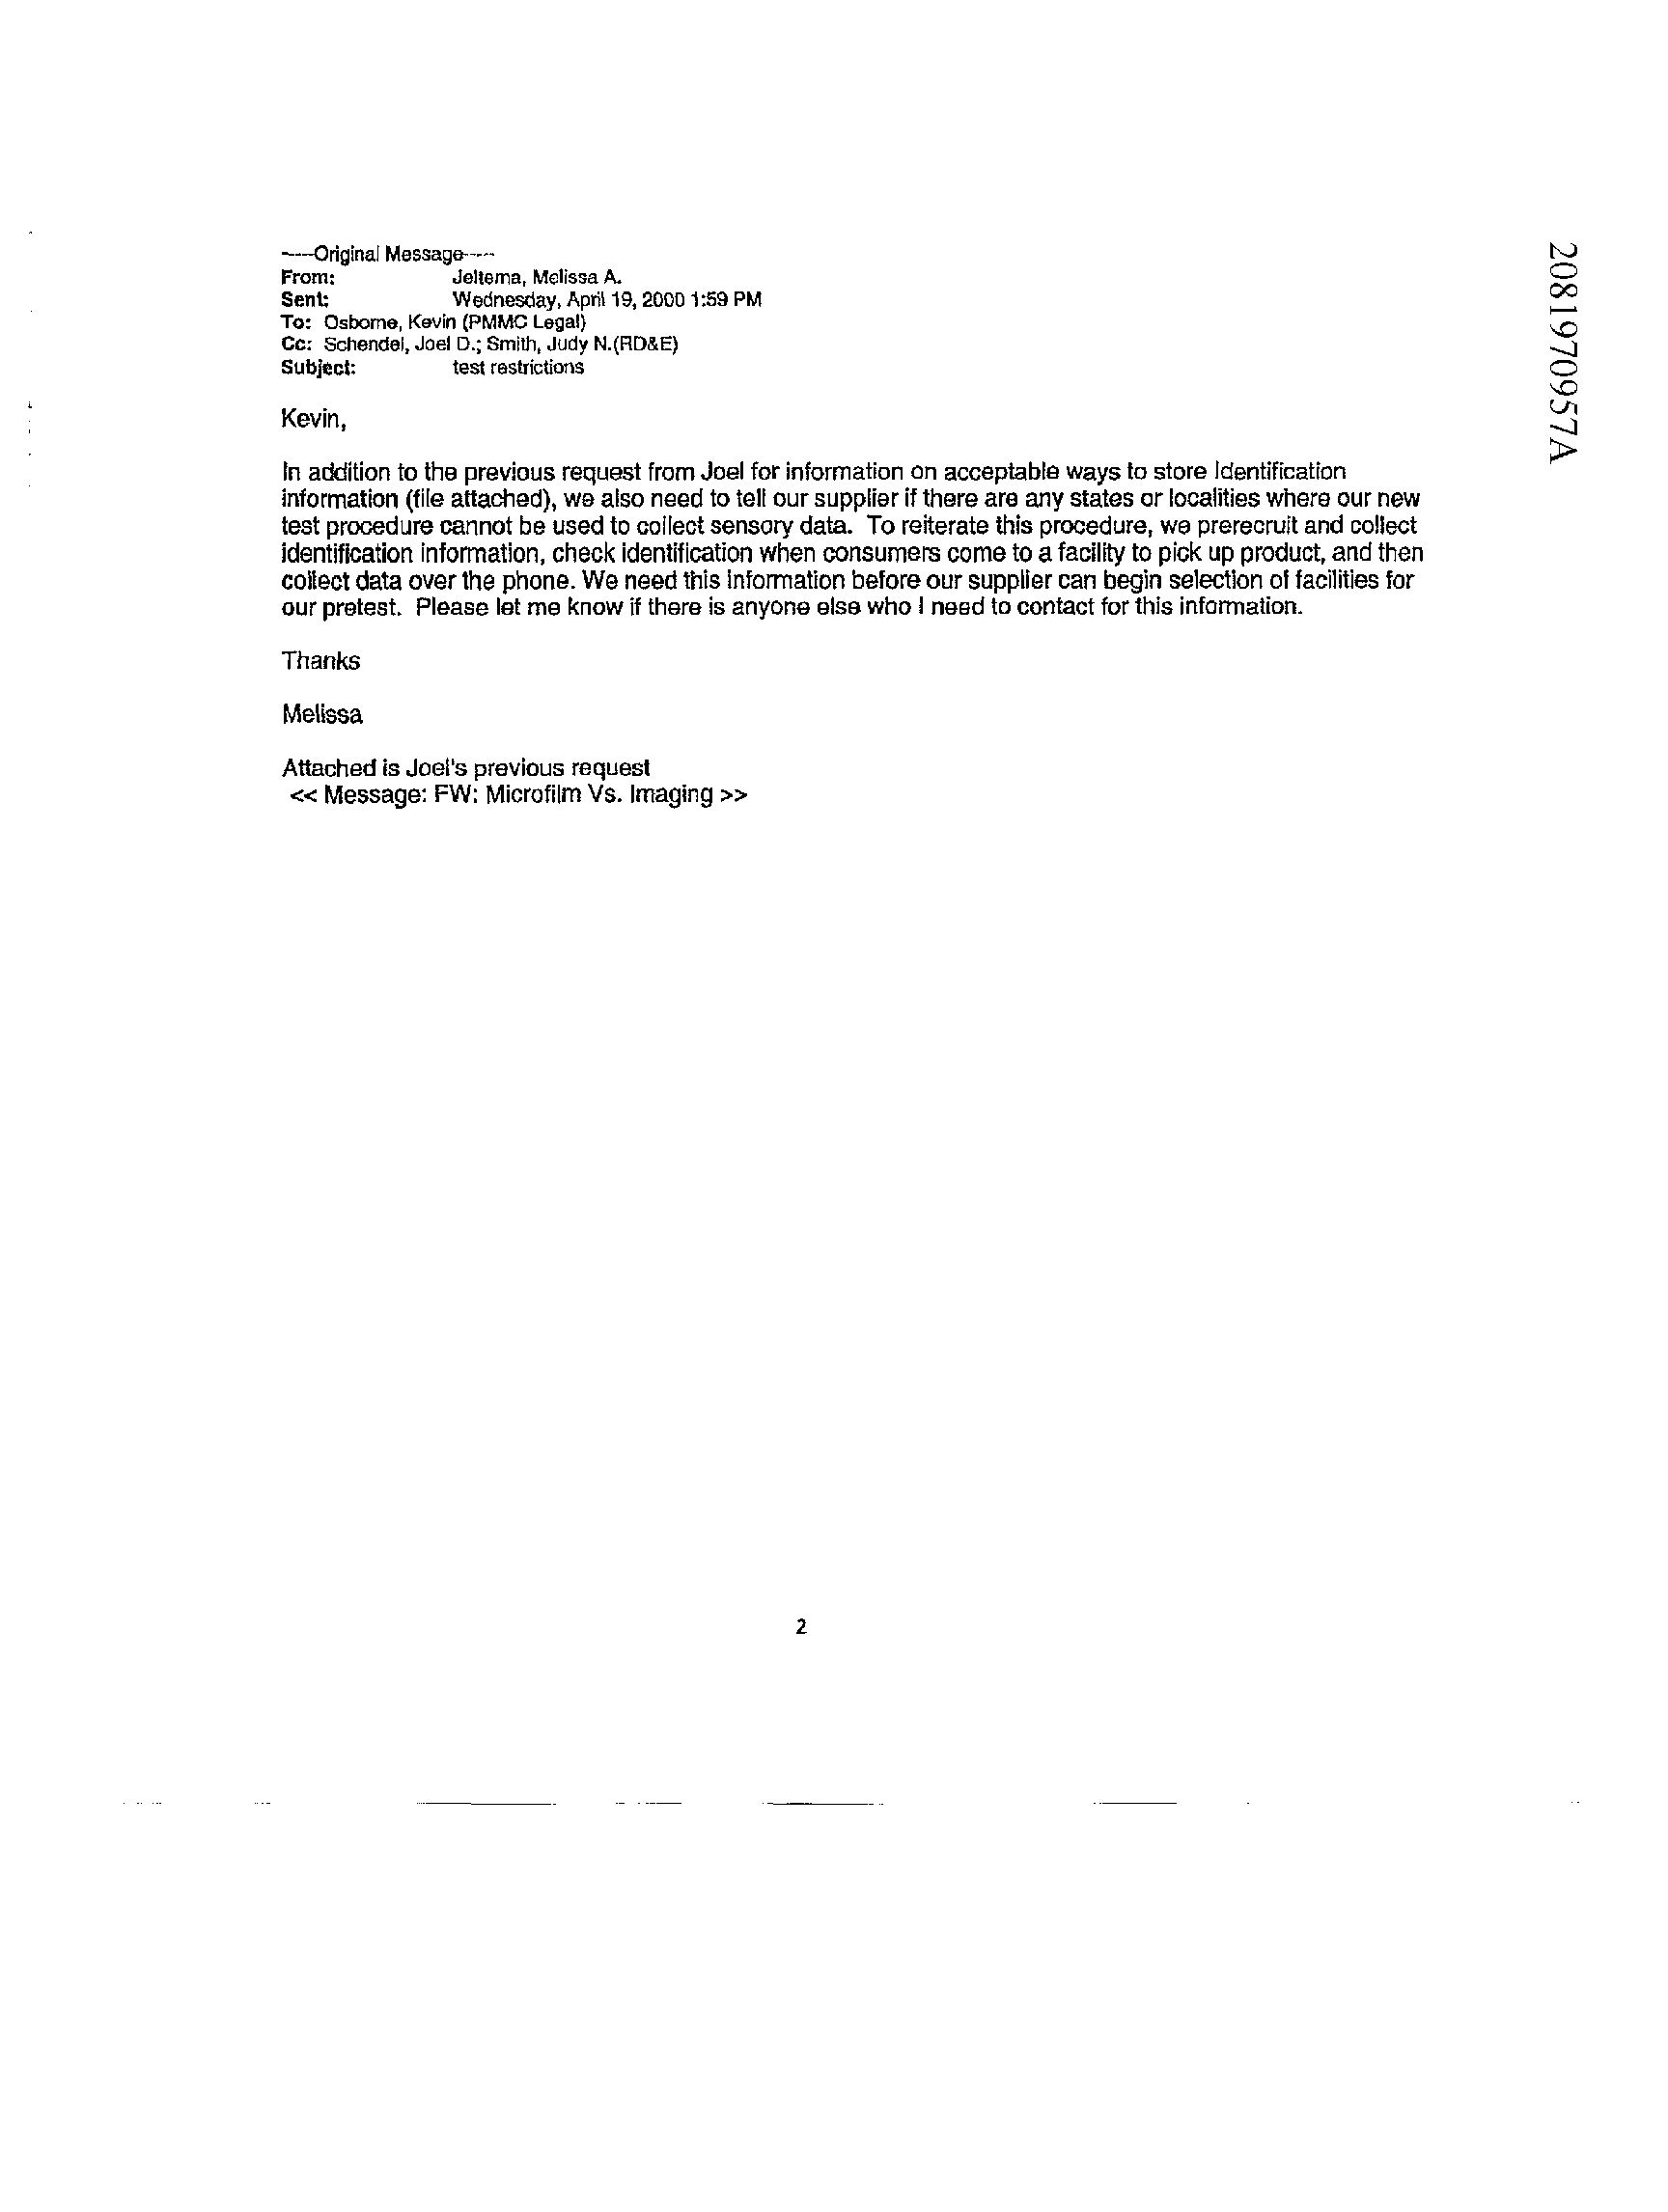 ----Original Message----
From: Jeltema, Melissa A.
Sent: Wednesday, April 19, 2000 1:59 PM
To: Osborne, Kevin (PMMC Legal)
Cc: Schendel, Joel D.; Smith, Judy N.(RD&E)
Subject: test restrictions
Kevin,
In addition to the previous request from Joel for information on acceptable ways to store identification
information (file attached), we also need to tell our supplier if there are any states or localities where our new
test procedure cannot be used to collect sensory data. To reiterate this procedure, we prerecruit and collect
identification information, check identification when consumers come to a facility to pick up product, and then
collect data over the phone. We need this information before our supplier can begin selection of facilities for
our pretest. Please let me know if there is anyone else who I need to contact for this information.
Thanks
Melissa
Attached is Joel's previous request
<< Message: FW: Microfilm Vs. Imaging >>
2
2081970957A